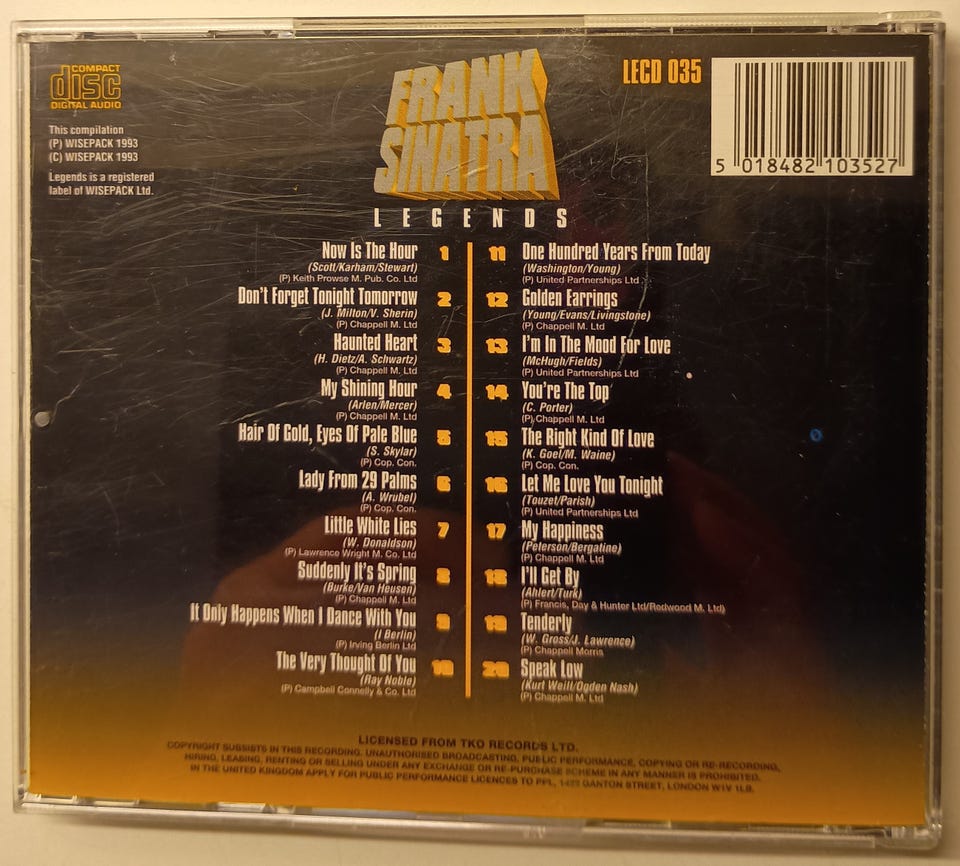 COMPACT
disc
DIGITAL AUDIO
This compilation
(P) WISEPACK 1993
(C) WISEPACK 1993
Legends is a registered
label of WISEPACK Ltd.
FRANK
SINATRA
LEGENDS
LECD 035
5 018482 103527
Now Is The Hour 1
(Scott/Karham/Stewart)
(P) Keith Prowse M. Pub. Co. Ltd
Don't Forget Tonight Tomorrow 2
(J. Milton/V. Sherin)
(P) Chappell M. Ltd
Haunted Heart 3
(H. Dietz/A. Schwartz)
(P) Chappell M. Ltd
My Shining Hour 4
(Arlen/Mercer)
(P) Chappell M. Ltd
Hair Of Gold, Eyes Of Pale Blue 5
(S. Skylar)
(P) Cop. Con.
Lady From 29 Palms 6
(A. Wrubel)
(P) Cop. Con.
Little White Lies 7
(W. Donaldson)
(P) Lawrence Wright M. Co. Ltd
Suddenly It's Spring 8
(Burke/Van Heusen)
(P) Chappell M. Ltd
It Only Happens When I Dance With You 9
(I Berlin)
(P) Irving Berlin Ltd
The Very Thought Of You 10
(Ray Noble)
(P) Campbell Connelly & Co. Ltd
11 One Hundred Years From Today
(Washington/Young)
(P) United Partnerships Ltd
12 Golden Earrings
(Young/Evans/Livingstone)
(P) Chappell M. Ltd
13 I'm In The Mood For Love
(McHugh/Fields)
(P) United Partnerships Ltd
14 You're The Top
(C. Porter)
(P) Chappell M. Ltd
15 The Right Kind Of Love
(K. Goel/M. Waine)
(P) Cop. Con.
16 Let Me Love You Tonight
(Touzet/Parish)
(P) United Partnerships Ltd
17 My Happiness
(Peterson/Bergatine)
(P) Chappell M. Ltd
18 I'll Get By
(Ahlert/Turk)
(P) Francis, Day & Hunter Ltd/Redwood M. Ltd)
19 Tenderly
(W. Gross/J. Lawrence)
(P) Chappell Morris
20 Speak Low
(Kurt Weill/Ogden Nash)
(P) Chappell M. Ltd
LICENSED FROM TKO RECORDS LTD.
COPYRIGHT SUBSISTS IN THIS RECORDING. UNAUTHORISED BROADCASTING, PUBLIC PERFORMANCE, COPYING OR RE-RECORDING,
HIRING, LEASING, RENTING OR SELLING UNDER ANY EXCHANGE OR RE-PURCHASE SCHEME IN ANY MANNER IS PROHIBITED.
IN THE UNITED KINGDOM APPLY FOR PUBLIC PERFORMANCE LICENCES TO PPL, GANTON STREET, LONDON W1V 1LB.